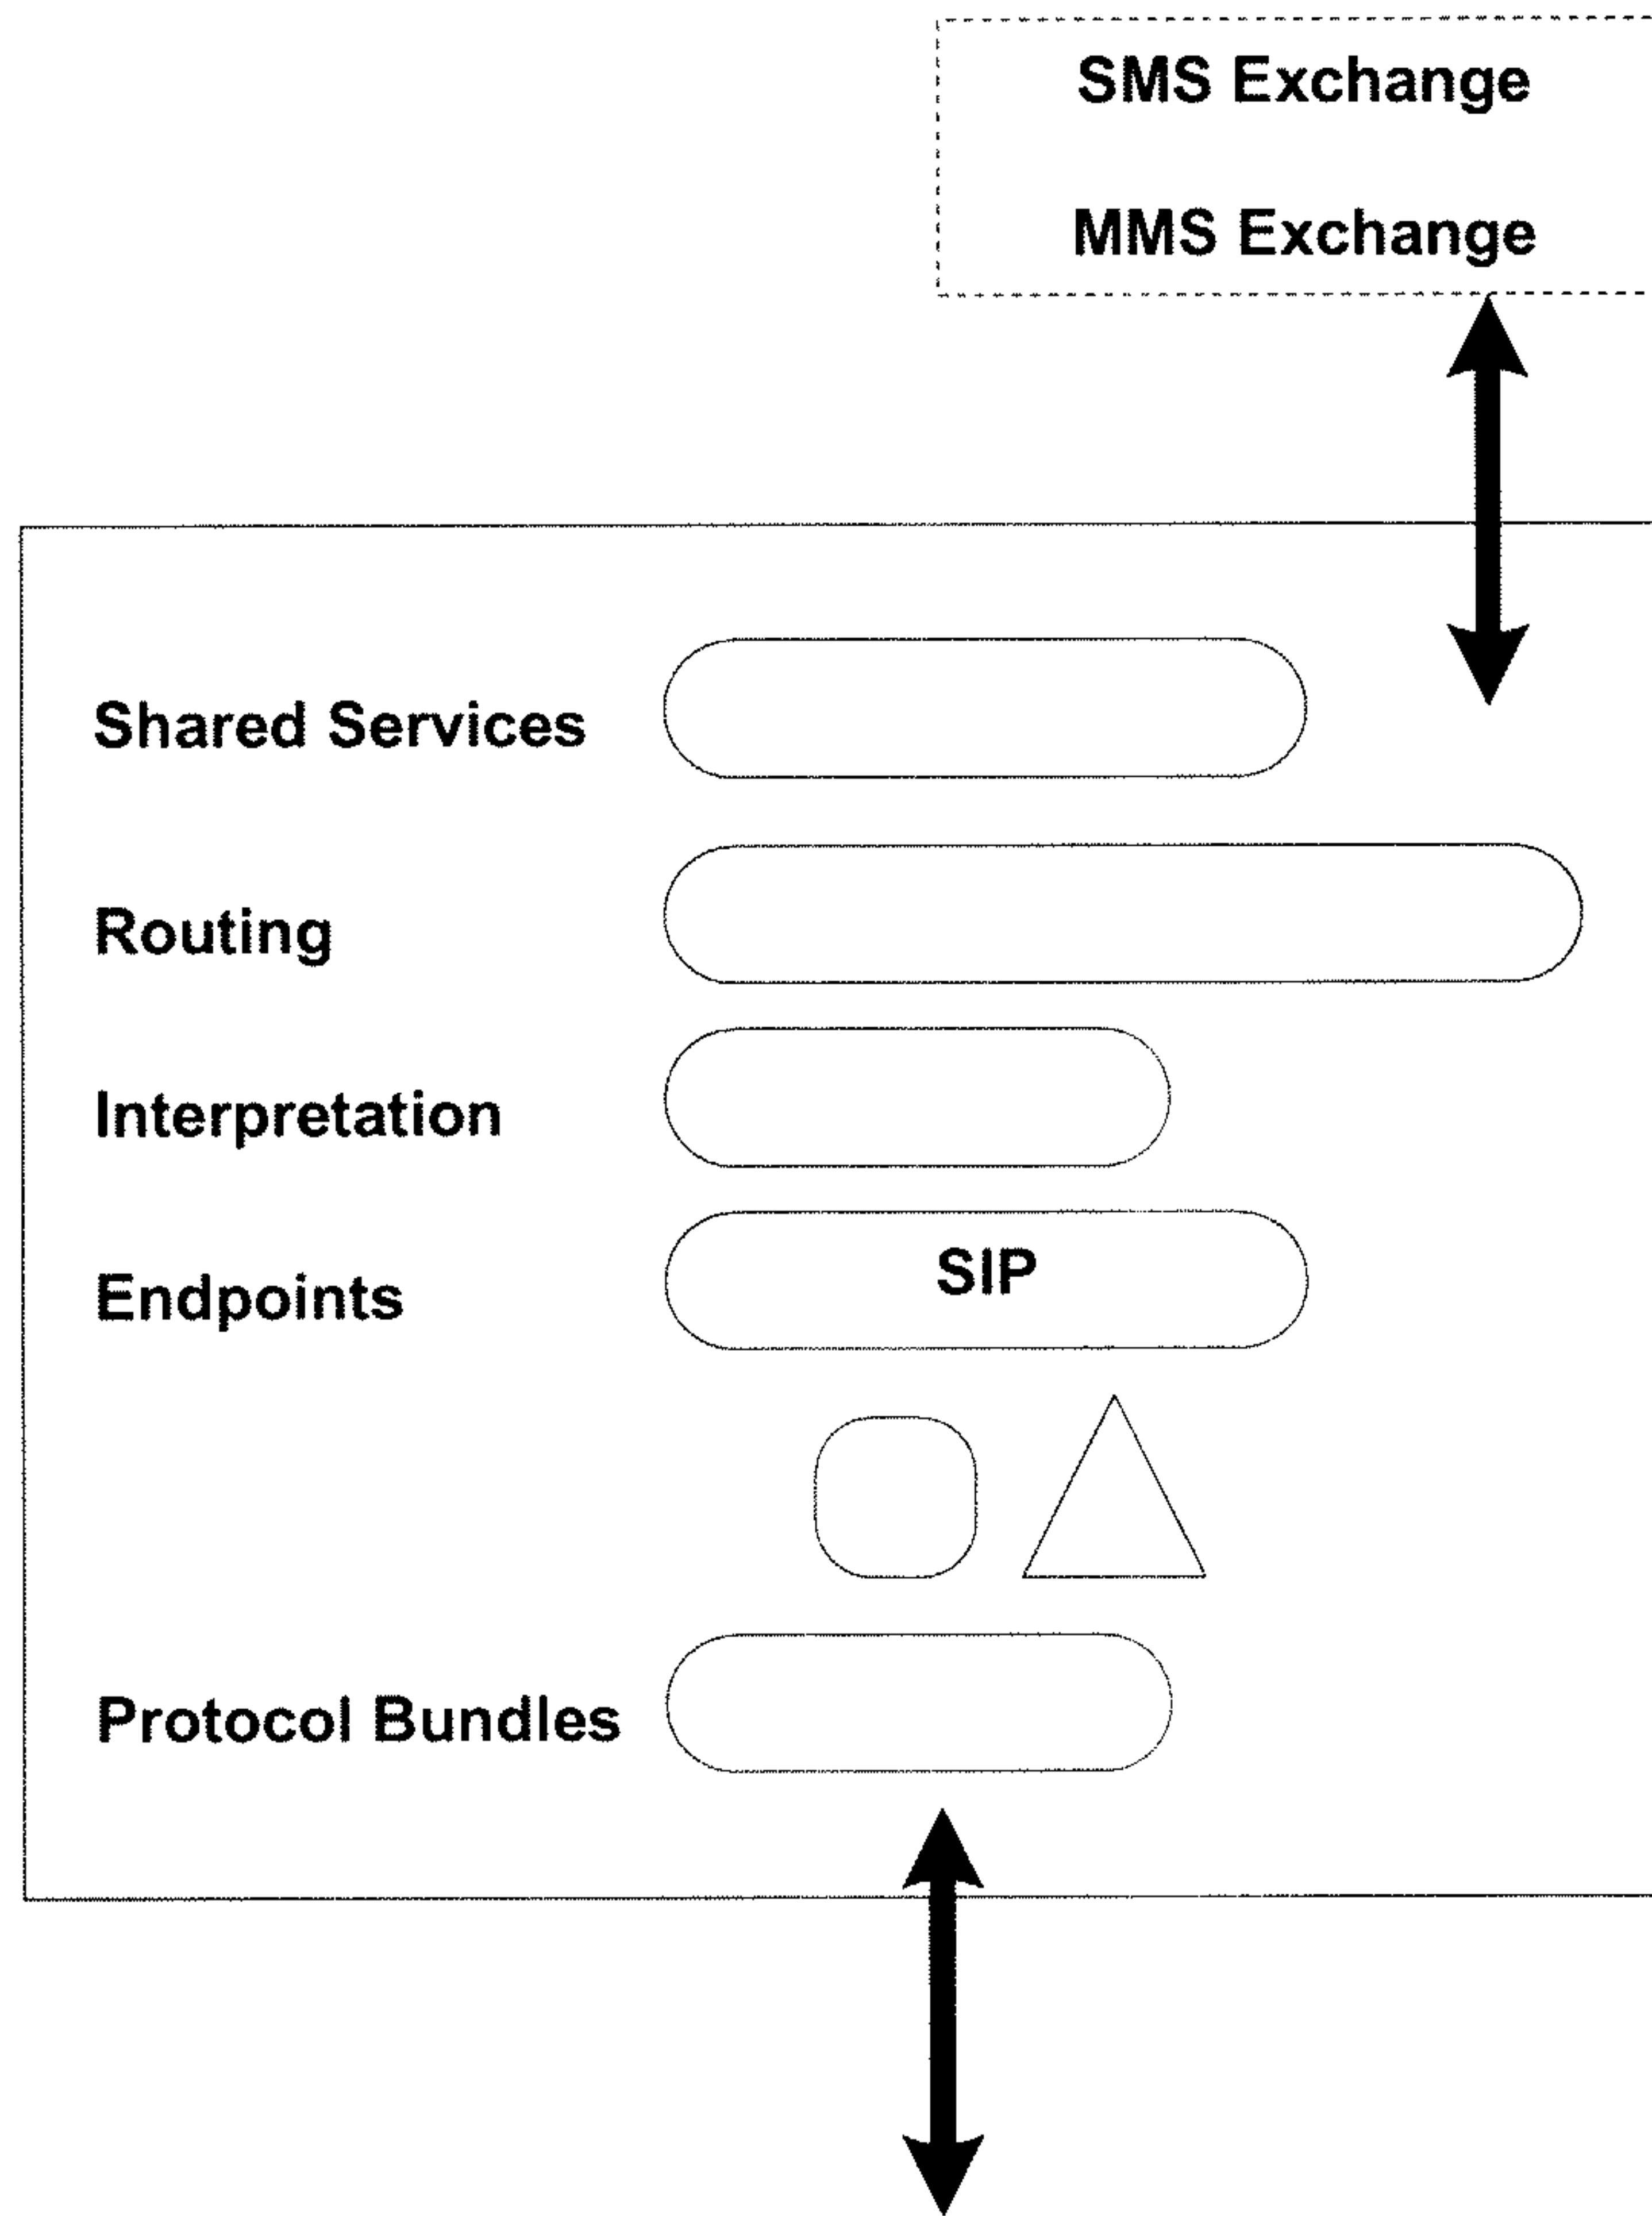 SMS Exchange
MMS Exchange
Shared Services
Routing
Interpretation
Endpoints
SIP
Protocol Bundles